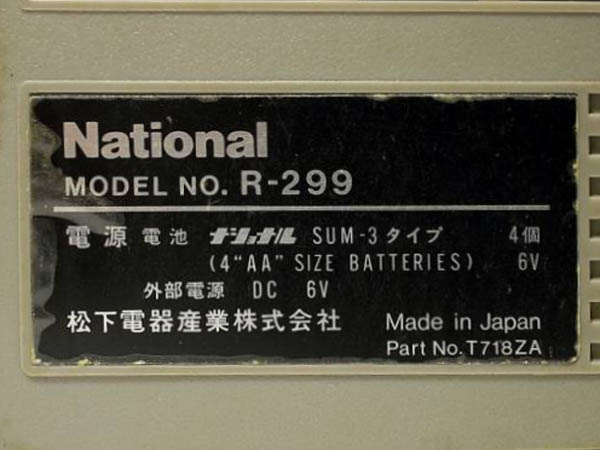 National
MODEL NO. R-299
電源 電池 ナショナル SUM-3タイプ 4個
(4"AA" SIZE BATTERIES) 6V
外部電源 DC 6V
松下電器産業株式会社 Made in Japan
Part No.T718ZA